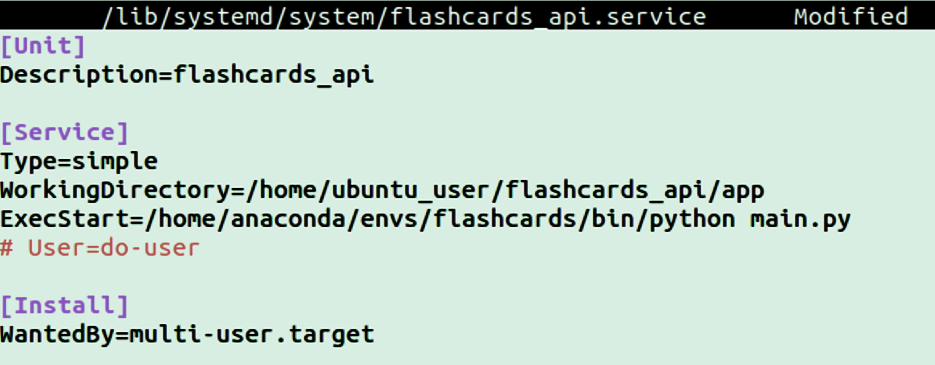 /lib/systemd/system/flashcards_api.service Modified
[Unit]
Description=flashcards_api
[Service]
Type=simple
WorkingDirectory=/home/ubuntu_user/flashcards_api/app
ExecStart=/home/anaconda/envs/flashcards/bin/python main.py
# User=do-user
[Install]
WantedBy=multi-user.target